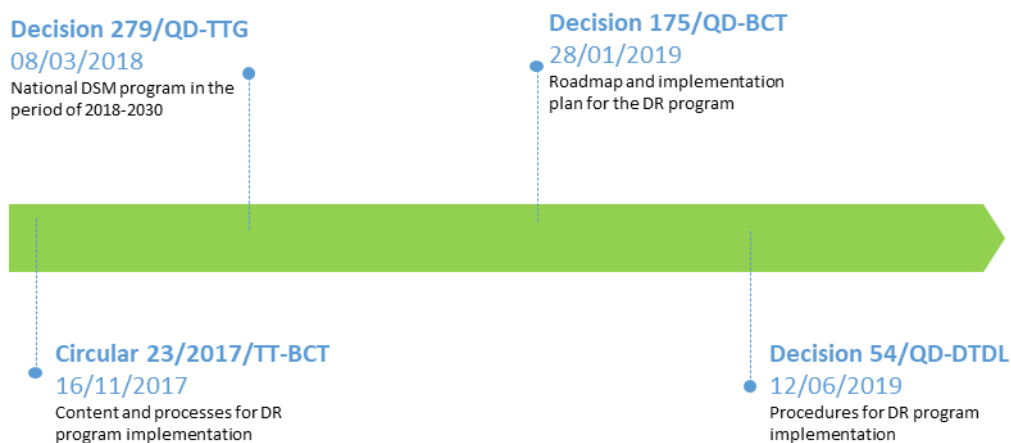 Decision 279/QD-TTG
08/03/2018
National DSM program in the
period of 2018-2030
Decision 175/QD-BCT
28/01/2019
Roadmap and implementation
plan for the DR program
Circular 23/2017/TT-BCT
16/11/2017
Content and processes for DR
program implementation
Decision 54/QD-DTDL
12/06/2019
Procedures for DR program
implementation